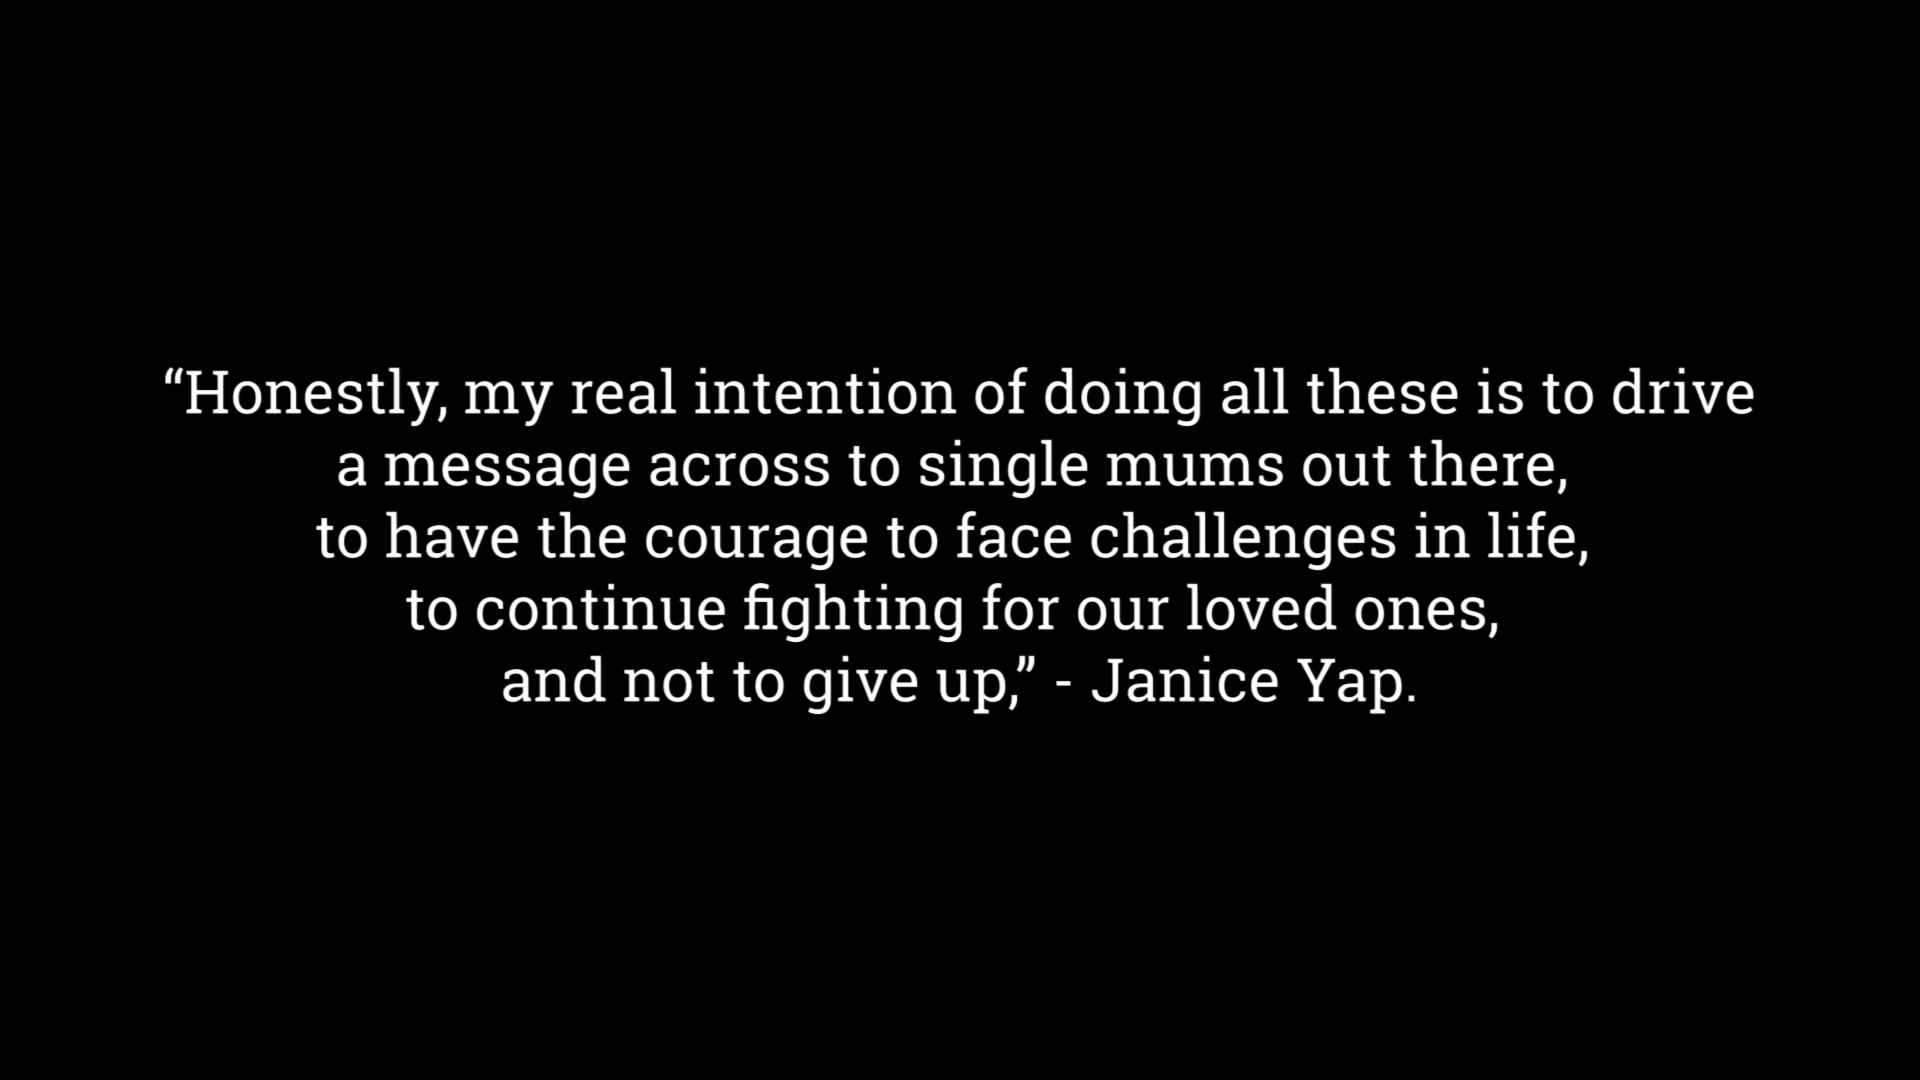 “Honestly, my real intention of doing all these is to drive
a message across to single mums out there,
to have the courage to face challenges in life,
to continue fighting for our loved ones,
and not to give up,” - Janice Yap.